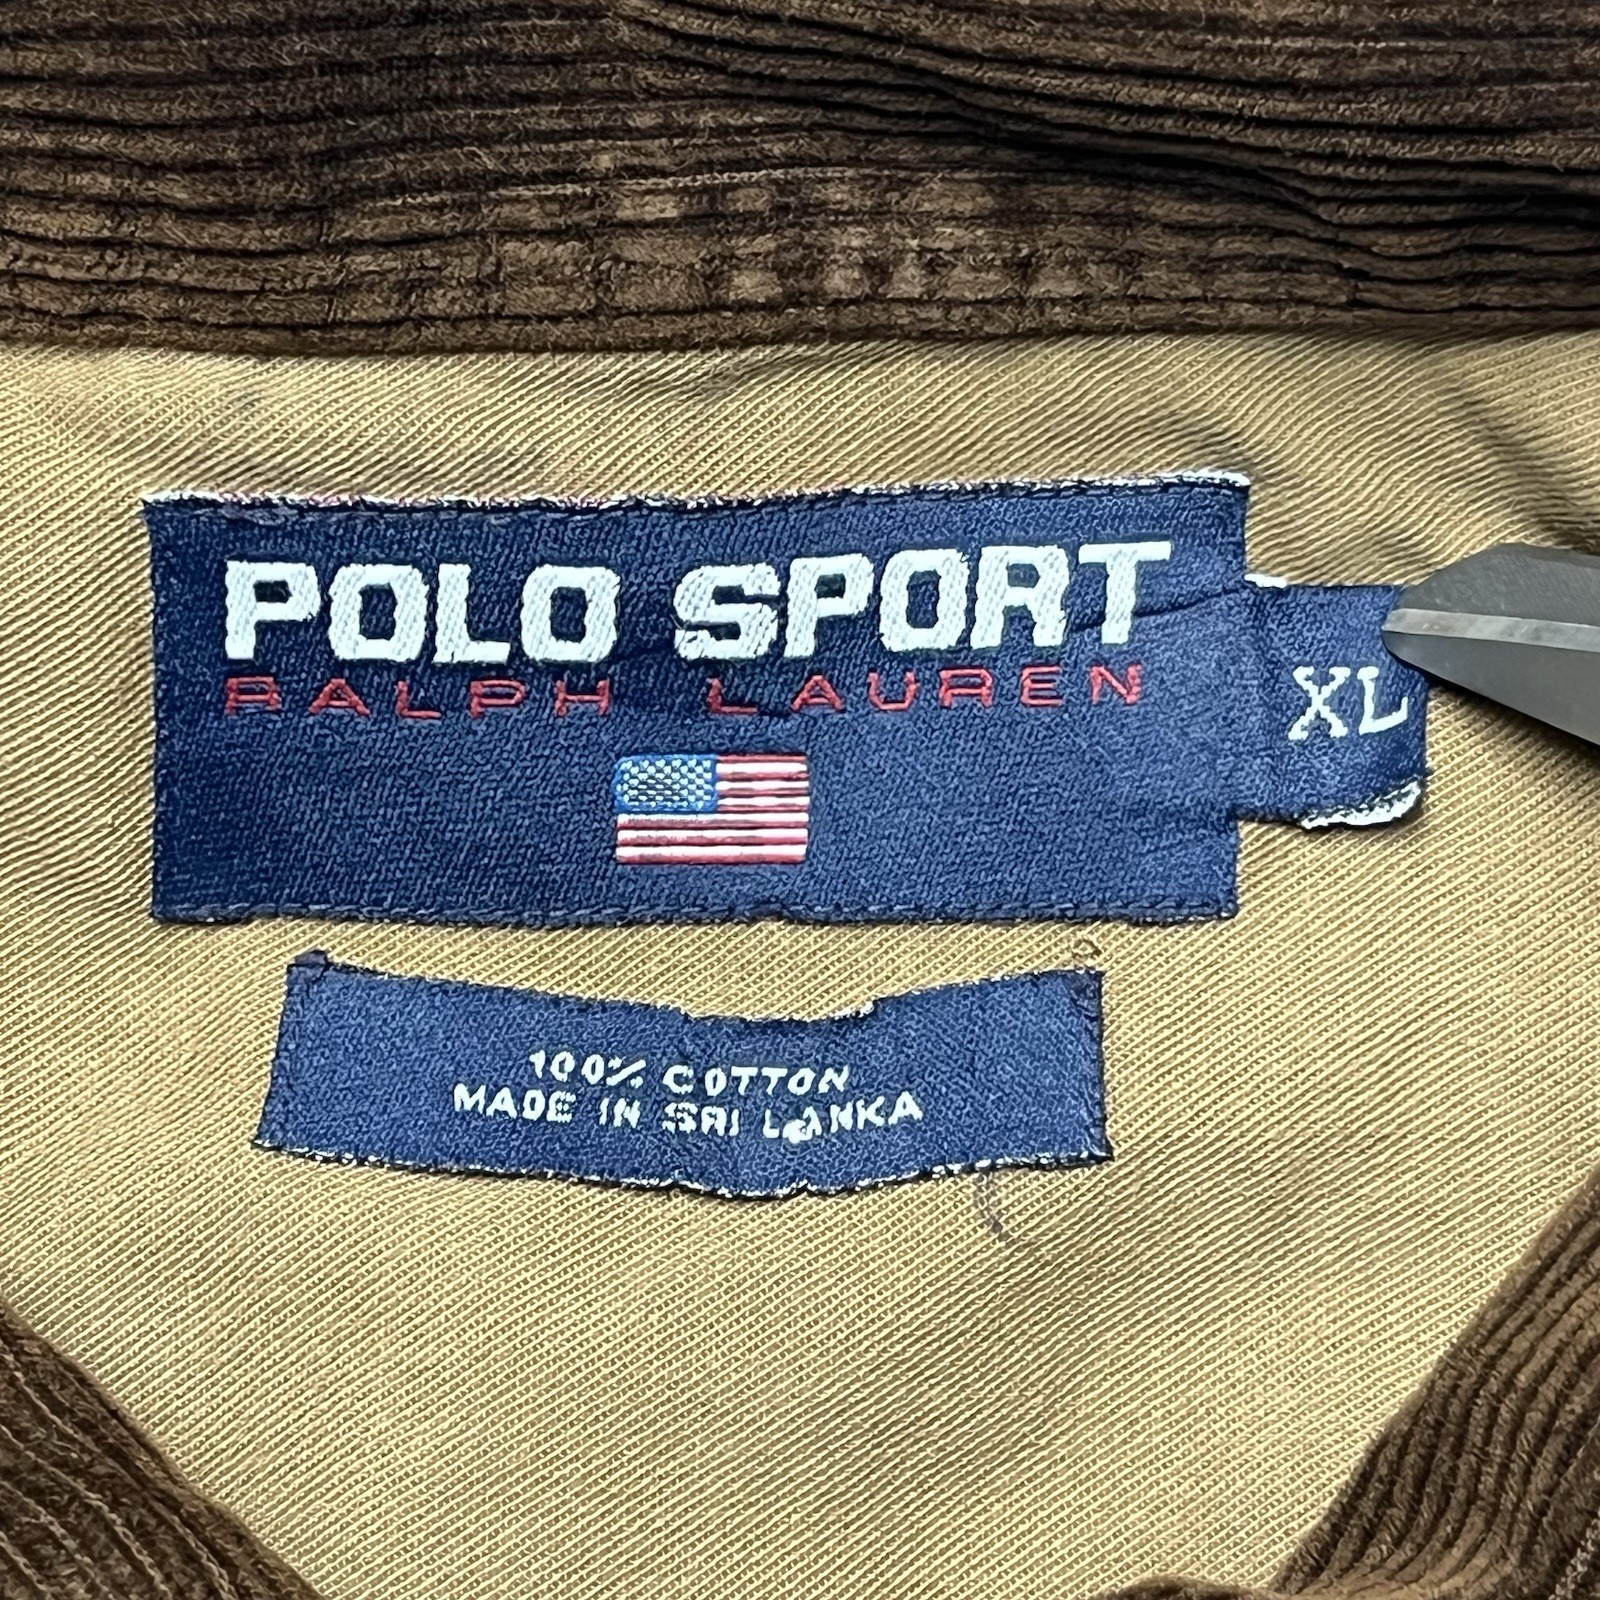 POLO SPORT
RALPH LAUREN
XL
100% COTTON
MADE IN SRI LANKA